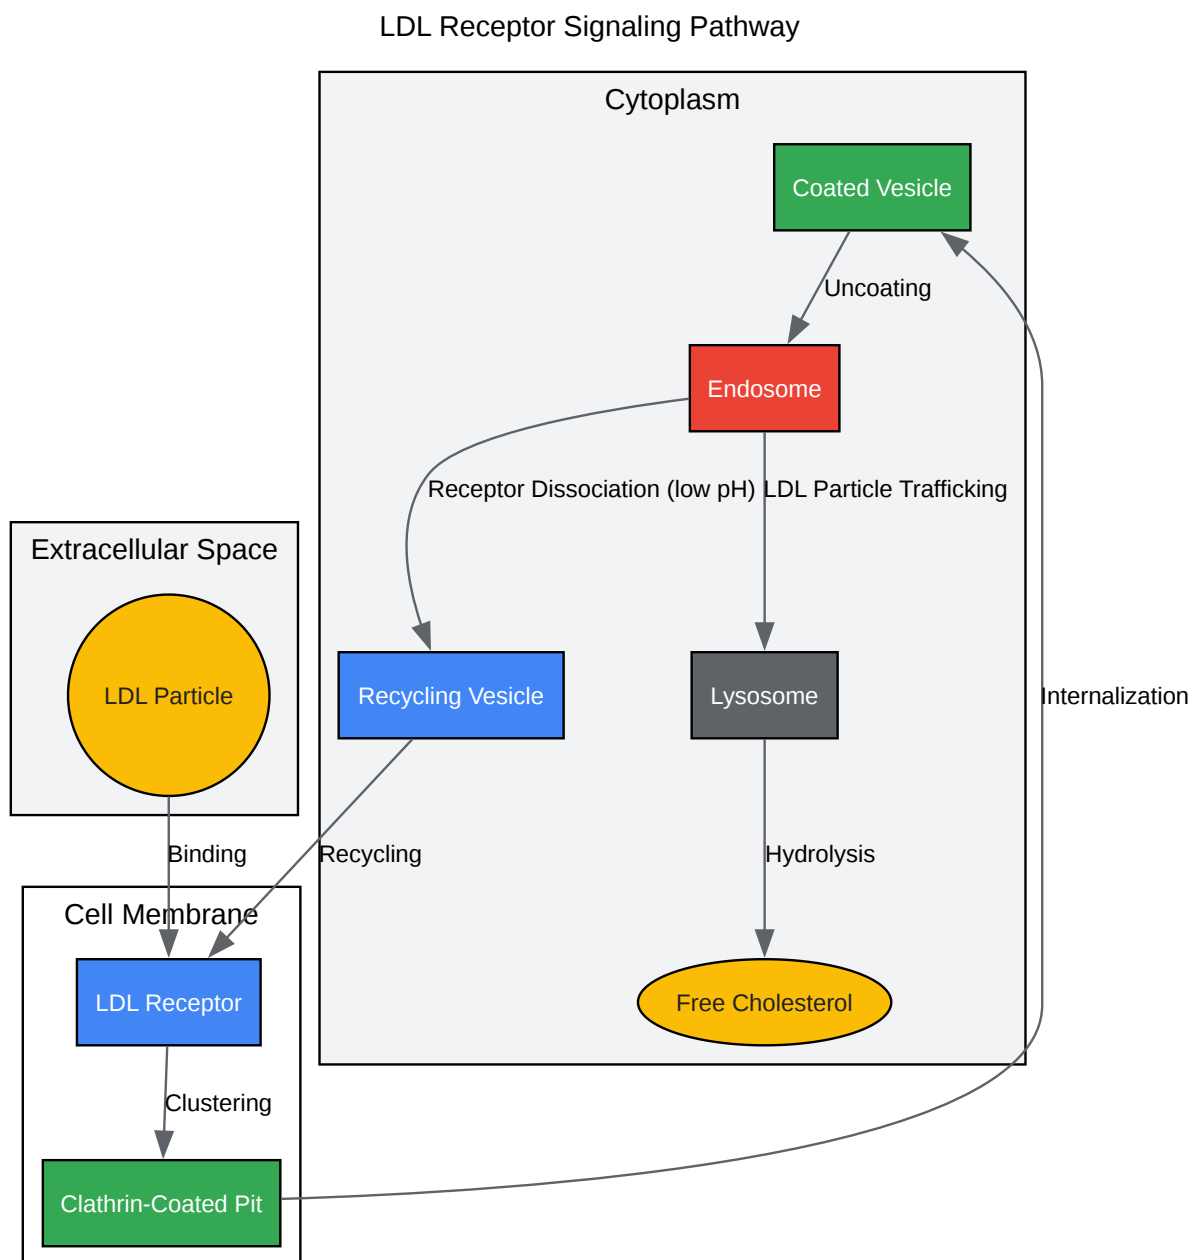 LDL Receptor Signaling Pathway
Cytoplasm
Coated Vesicle
Uncoating
Endosome
Receptor Dissociation (low pH)
LDL Particle Trafficking
Extracellular Space
LDL Particle
Recycling Vesicle
Lysosome
Internalization
Binding
Recycling
Hydrolysis
Cell Membrane
LDL Receptor
Free Cholesterol
Clustering
Clathrin-Coated Pit